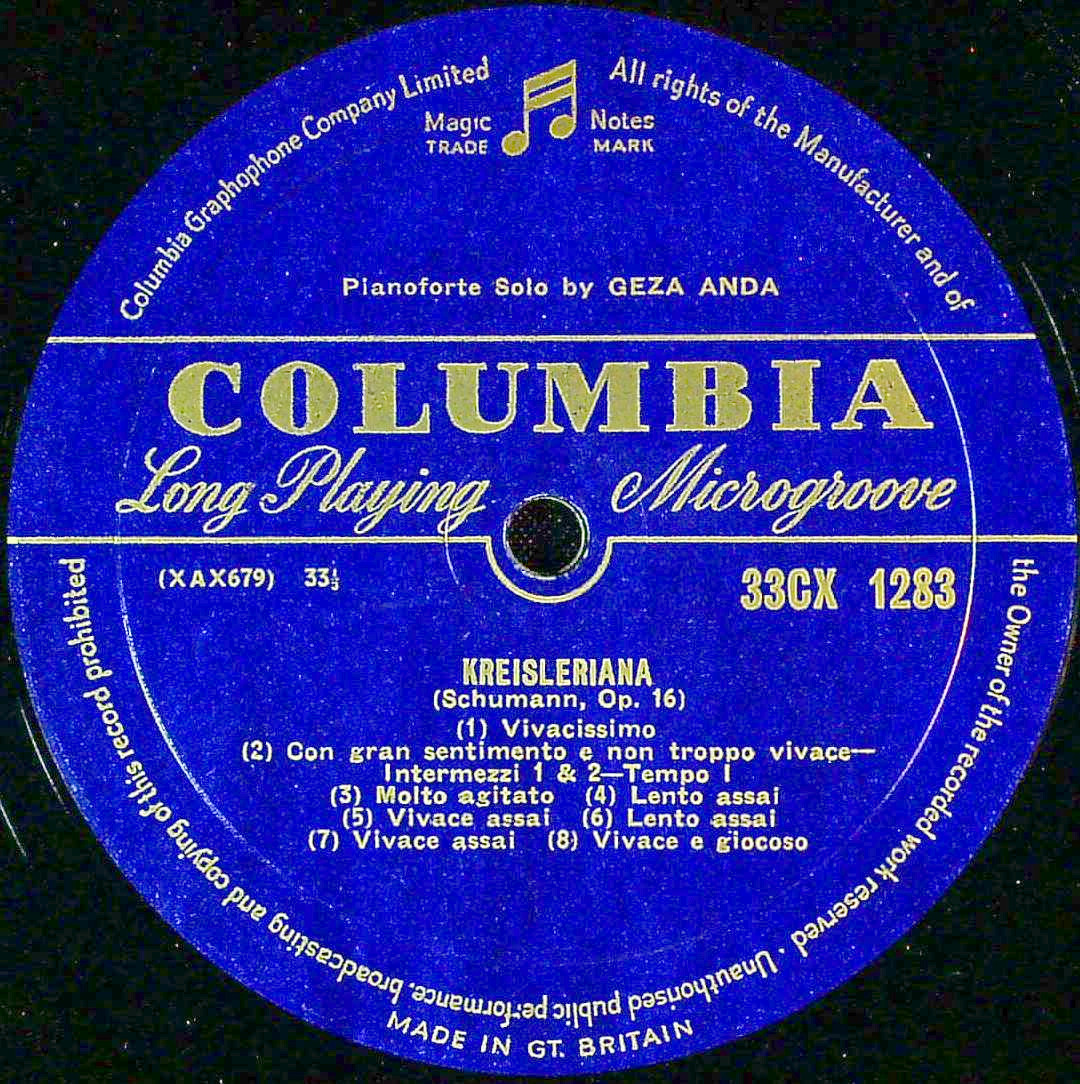 Columbia Graphophone Company Limited
All rights of the Manufacturer and of
the Owner of the recorded work reserved · Unauthorised public performance, broadcasting and copying of this record prohibited
Magic Notes
TRADE MARK
Pianoforte Solo by GEZA ANDA
COLUMBIA
Long Playing Microgroove
(XAX679) 33⅓
33CX 1283
KREISLERIANA
(Schumann, Op. 16)
(1) Vivacissimo
(2) Con gran sentimento e non troppo vivace—
Intermezzi 1 & 2—Tempo I
(3) Molto agitato (4) Lento assai
(5) Vivace assai (6) Lento assai
(7) Vivace assai (8) Vivace e giocoso
MADE IN GT. BRITAIN